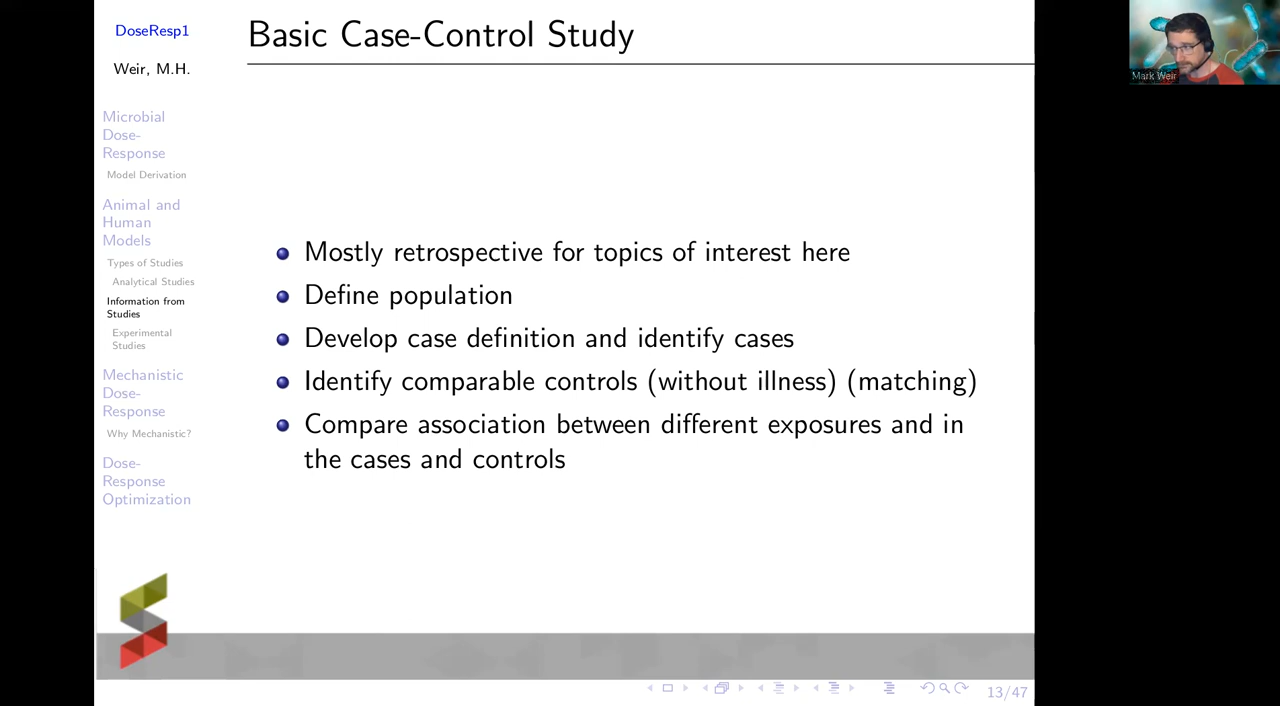 DoseResp1
Weir, M.H.
Microbial
Dose-
Response
Model Derivation
Animal and
Human
Models
Types of Studies
Analytical Studies
Information from
Studies
Experimental
Studies
Mechanistic
Dose-
Response
Why Mechanistic?
Dose-
Response
Optimization
Basic Case-Control Study
Mostly retrospective for topics of interest here
Define population
Develop case definition and identify cases
Identify comparable controls (without illness) (matching)
Compare association between different exposures and in
the cases and controls
13/47
Mark Weir